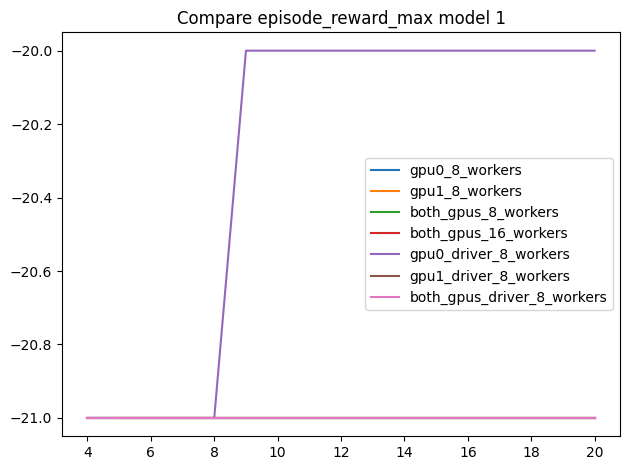 Compare episode_reward_max model 1
−20.0
−20.2
−20.4
−20.6
−20.8
−21.0
gpu0_8_workers
gpu1_8_workers
both_gpus_8_workers
both_gpus_16_workers
gpu0_driver_8_workers
gpu1_driver_8_workers
both_gpus_driver_8_workers
4 6 8 10 12 14 16 18 20